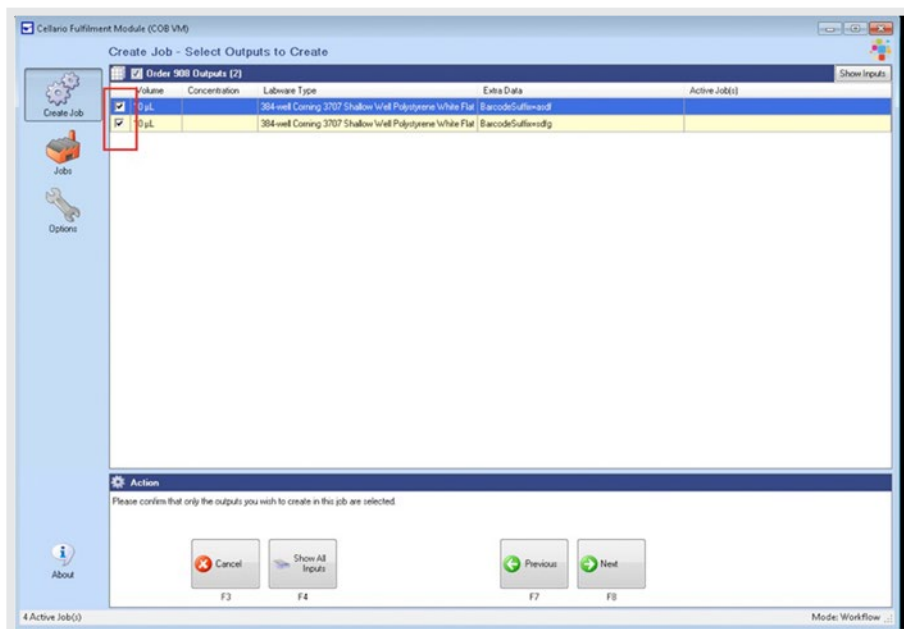 Cellario Fulfilment Module (COB VM)
Create Job - Select Outputs to Create
Order 908 Outputs (2)
Show Inputs
Volume Concentration Labware Type Extra Data Active Job(s)
10 µL 384-well Corning 3707 Shallow Well Polystyrene White Flat BarcodeSuffix=asdf
10 µL 384-well Corning 3707 Shallow Well Polystyrene White Flat BarcodeSuffix=sdfg
Create Job
Jobs
Options
About
Action
Please confirm that only the outputs you wish to create in this job are selected.
Cancel
Show All
Inputs
Previous
Next
F3 F4 F7 F8
4 Active Job(s)
Mode: Workflow